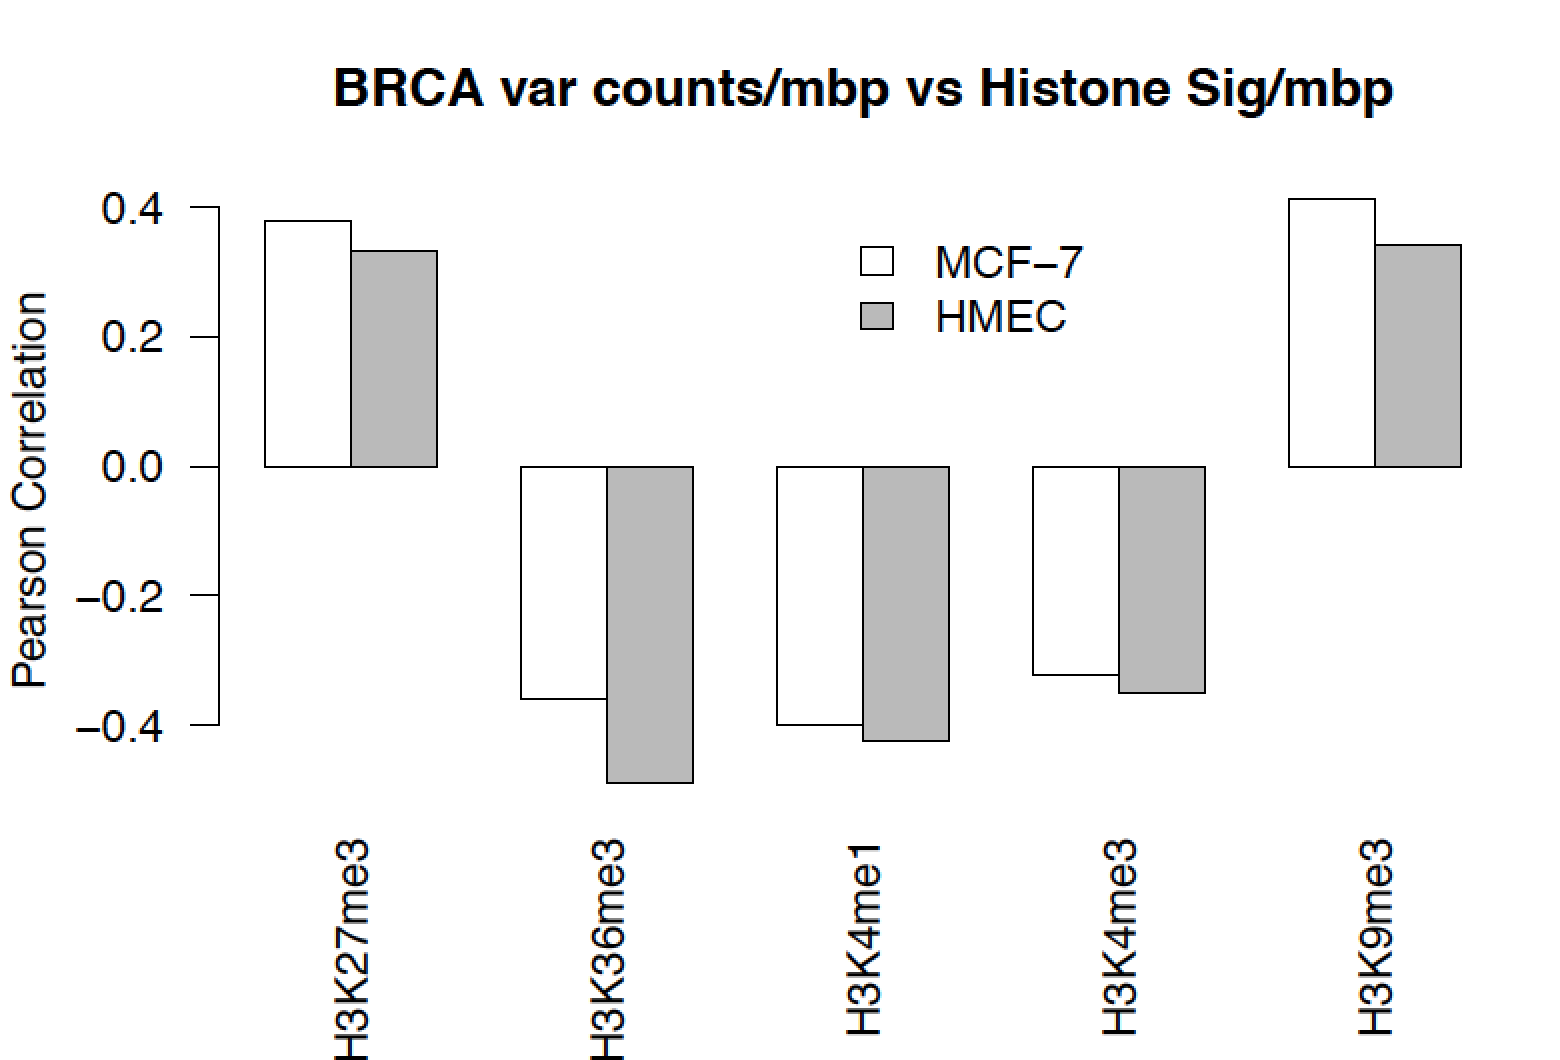 BRCA var counts/mbp vs Histone Sig/mbp
Pearson Correlation
0.4
0.2
0.0
−0.2
−0.4
MCF−7
HMEC
H3K27me3
H3K36me3
H3K4me1
H3K4me3
H3K9me3